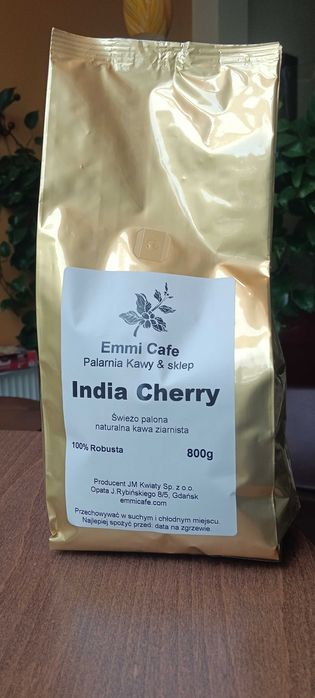 Emmi Cafe
Palarnia Kawy & sklep
India Cherry
Świeżo palona
naturalna kawa ziarnista
100% Robusta 800g
Producent JM Kwiaty Sp. z o.o.
Opata J.Rybińskiego 8/5, Gdańsk
emmicafe.com
Przechowywać w suchym i chłodnym miejscu.
Najlepiej spożyć przed: data na zgrzewie.